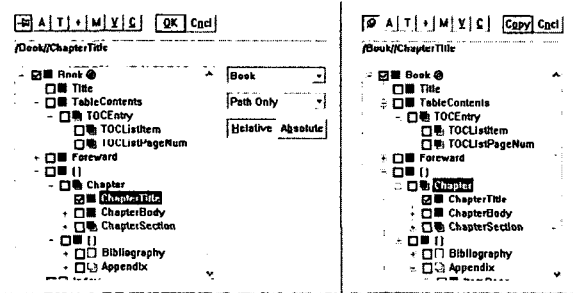 A T + M V C OK Cncl
/Book//ChapterTitle
Book
Title
TableContents
TOCEntry
TOCListItem
TOCListPageNum
Foreward
[]
Chapter
ChapterTitle
ChapterBody
ChapterSection
[]
Bibliography
Appendix
Book
Path Only
Relative Absolute
A T + M V C Copy Cncl
/Book//ChapterTitle
Book
Title
TableContents
TOCEntry
TOCListItem
TOCListPageNum
Foreward
[]
Chapter
ChapterTitle
ChapterBody
ChapterSection
[]
Bibliography
Appendix